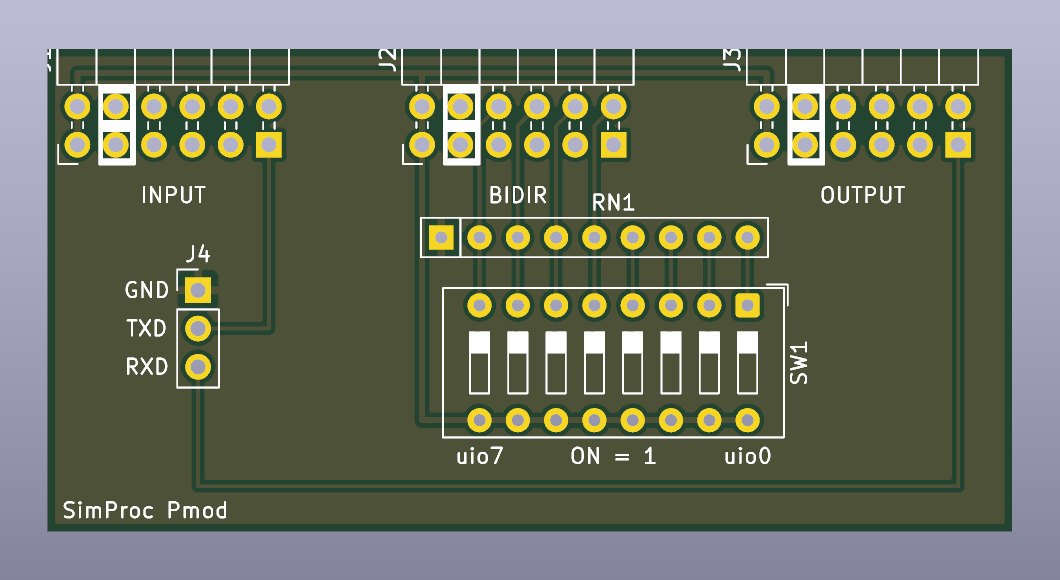 J2
J3
INPUT
BIDIR
OUTPUT
RN1
J4
GND
TXD
RXD
SW1
uio7
ON = 1
uio0
SimProc Pmod